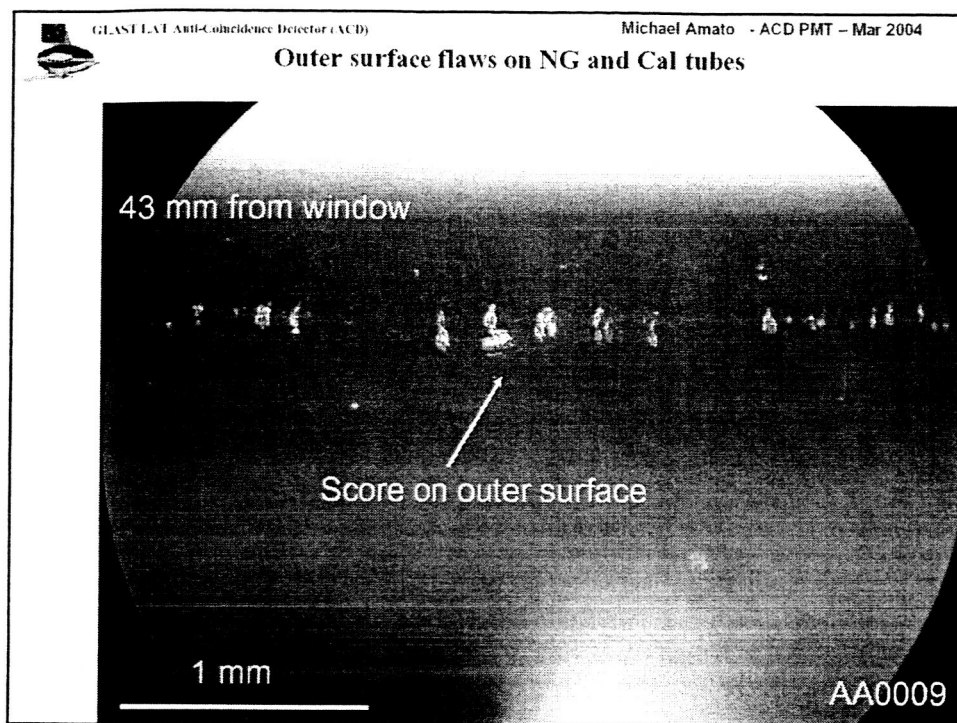 GLAST LAT Anti-Coincidence Detector (ACD)
Michael Amato - ACD PMT – Mar 2004
Outer surface flaws on NG and Cal tubes
43 mm from window
Score on outer surface
1 mm
AA0009